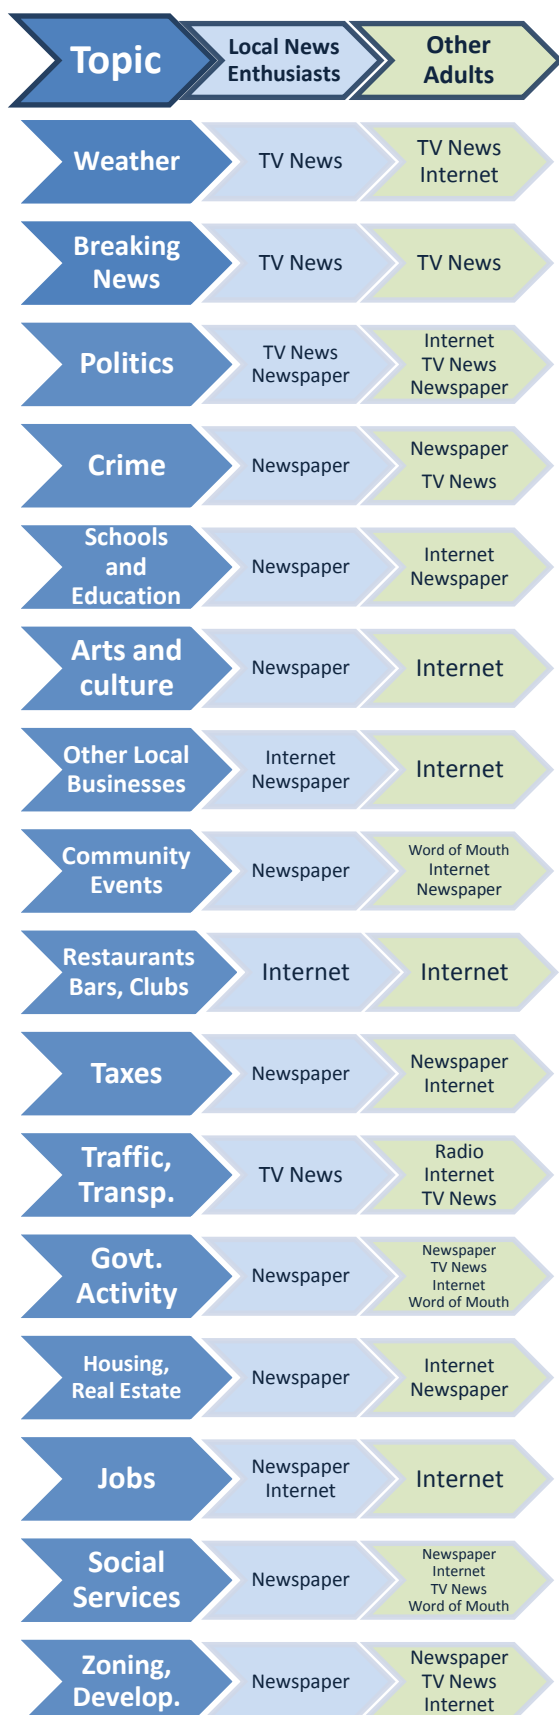 Topic
Local News
Enthusiasts
Other
Adults
Weather
TV News
TV News
Internet
Breaking
News
TV News
TV News
Politics
TV News
Newspaper
Internet
TV News
Newspaper
Crime
Newspaper
Newspaper
TV News
Schools
and
Education
Newspaper
Internet
Newspaper
Arts and
culture
Newspaper
Internet
Other Local
Businesses
Internet
Newspaper
Internet
Community
Events
Newspaper
Word of Mouth
Internet
Newspaper
Restaurants
Bars, Clubs
Internet
Internet
Taxes
Newspaper
Newspaper
Internet
Traffic,
Transp.
TV News
Radio
Internet
TV News
Govt.
Activity
Newspaper
Newspaper
TV News
Internet
Word of Mouth
Housing,
Real Estate
Newspaper
Internet
Newspaper
Jobs
Newspaper
Internet
Internet
Social
Services
Newspaper
Newspaper
Internet
TV News
Word of Mouth
Zoning,
Develop.
Newspaper
Newspaper
TV News
Internet